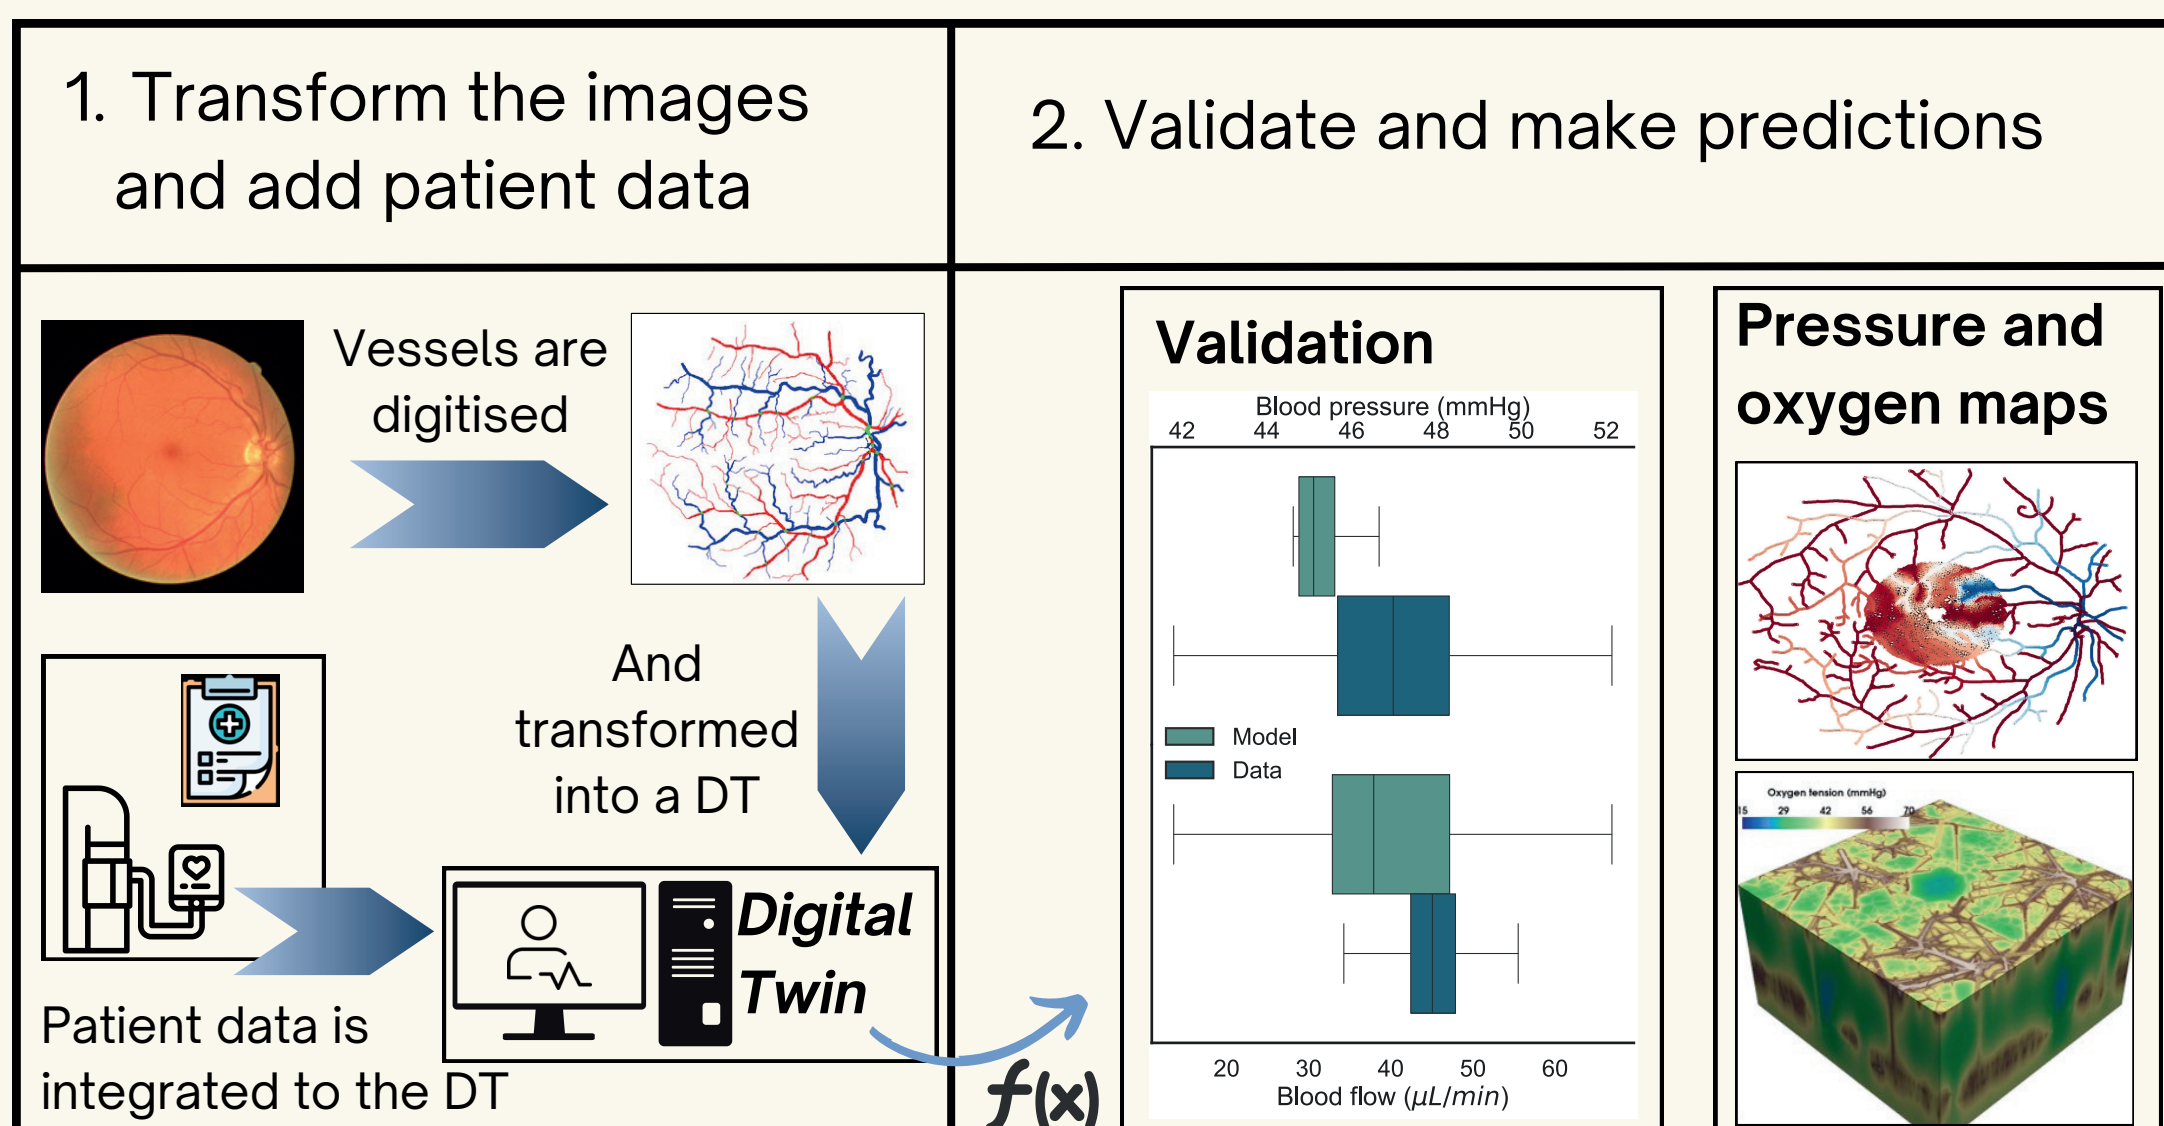 1. Transform the images
and add patient data
2. Validate and make predictions
Vessels are
digitised
And
transformed
into a DT
Digital
Twin
Patient data is
integrated to the DT
f(x)
Validation
Blood pressure (mmHg)
42 44 46 48 50 52
Model
Data
20 30 40 50 60
Blood flow (μL/min)
Pressure and
oxygen maps
Oxygen tension (mmHg)
15 29 42 56 70